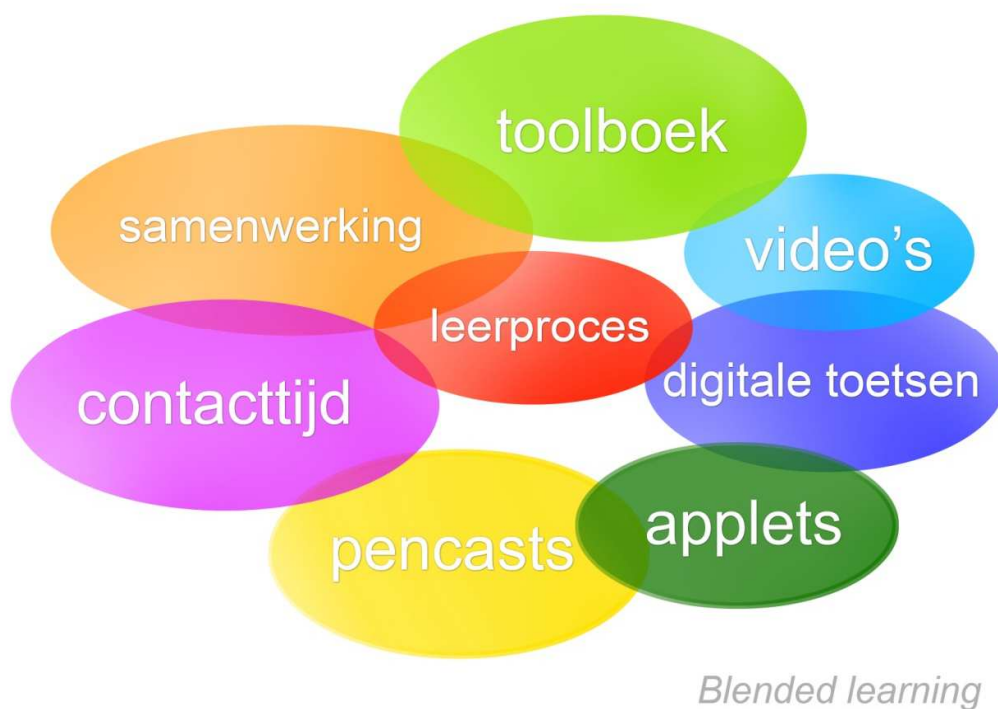 toolboek
samenwerking
video's
leerproces
digitale toetsen
contacttijd
applets
pencasts
Blended learning